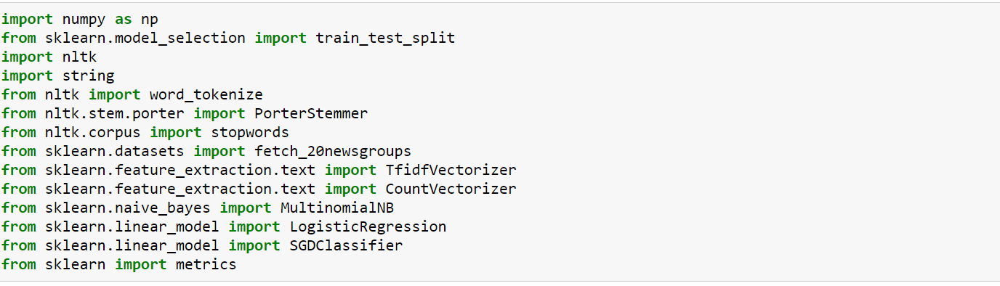 import numpy as np
from sklearn.model_selection import train_test_split
import nltk
import string
from nltk import word_tokenize
from nltk.stem.porter import PorterStemmer
from nltk.corpus import stopwords
from sklearn.datasets import fetch_20newsgroups
from sklearn.feature_extraction.text import TfidfVectorizer
from sklearn.feature_extraction.text import CountVectorizer
from sklearn.naive_bayes import MultinomialNB
from sklearn.linear_model import LogisticRegression
from sklearn.linear_model import SGDClassifier
from sklearn import metrics